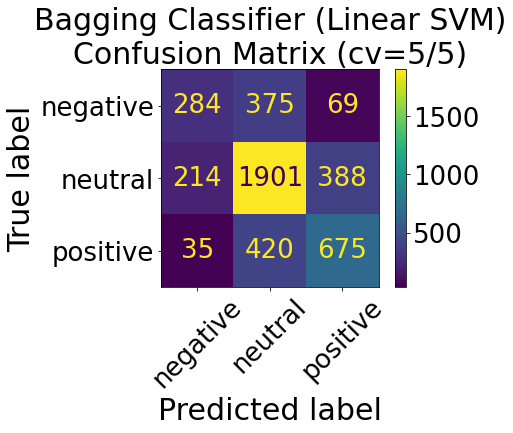 Bagging Classifier (Linear SVM)
Confusion Matrix (cv=5/5)
True label
negative 284 375 69
neutral 214 1901 388
positive 35 420 675
1500
1000
500
negative neutral positive
Predicted label